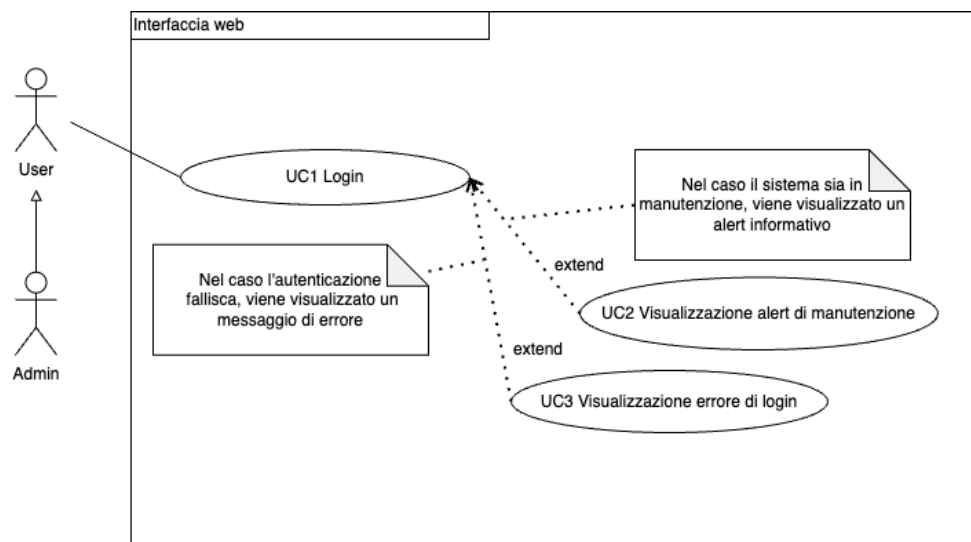 Interfaccia web
User
UC1 Login
Nel caso il sistema sia in
manutenzione, viene visualizzato un
alert informativo
Nel caso l'autenticazione
fallisca, viene visualizzato un
messaggio di errore
extend
UC2 Visualizzazione alert di manutenzione
extend
Admin
UC3 Visualizzazione errore di login